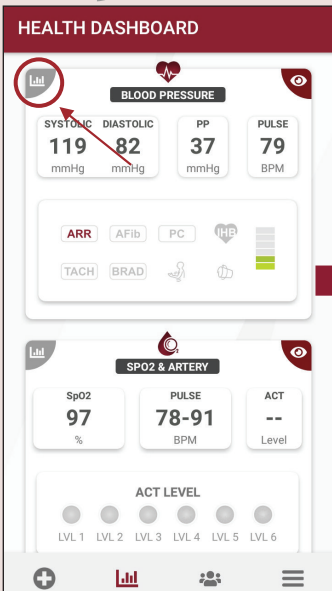 HEALTH DASHBOARD
BLOOD PRESSURE
SYSTOLIC DIASTOLIC PP PULSE
119 82 37 79
mmHg mmHg mmHg BPM
ARR AFib PC IHB
TACH BRAD
SPO2 & ARTERY
SpO2 PULSE ACT
97 78-91 --
% BPM Level
ACT LEVEL
LVL 1 LVL 2 LVL 3 LVL 4 LVL 5 LVL 6